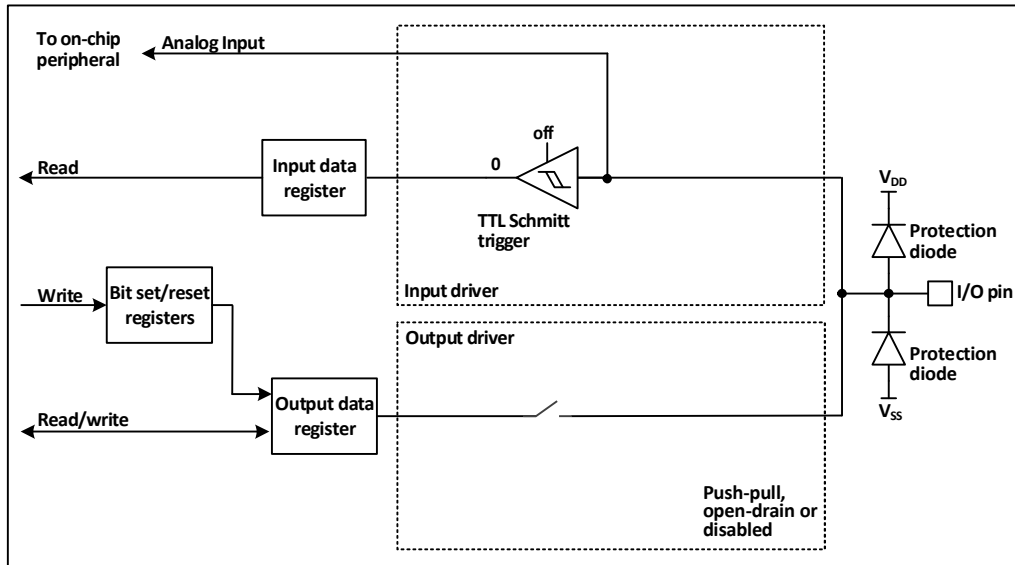 To on-chip
peripheral
Analog Input
off
Read
Input data
register
0
TTL Schmitt
trigger
VDD
Protection
diode
Write
Bit set/reset
registers
Input driver
I/O pin
Output driver
Protection
diode
Read/write
Output data
register
VSS
Push-pull,
open-drain or
disabled